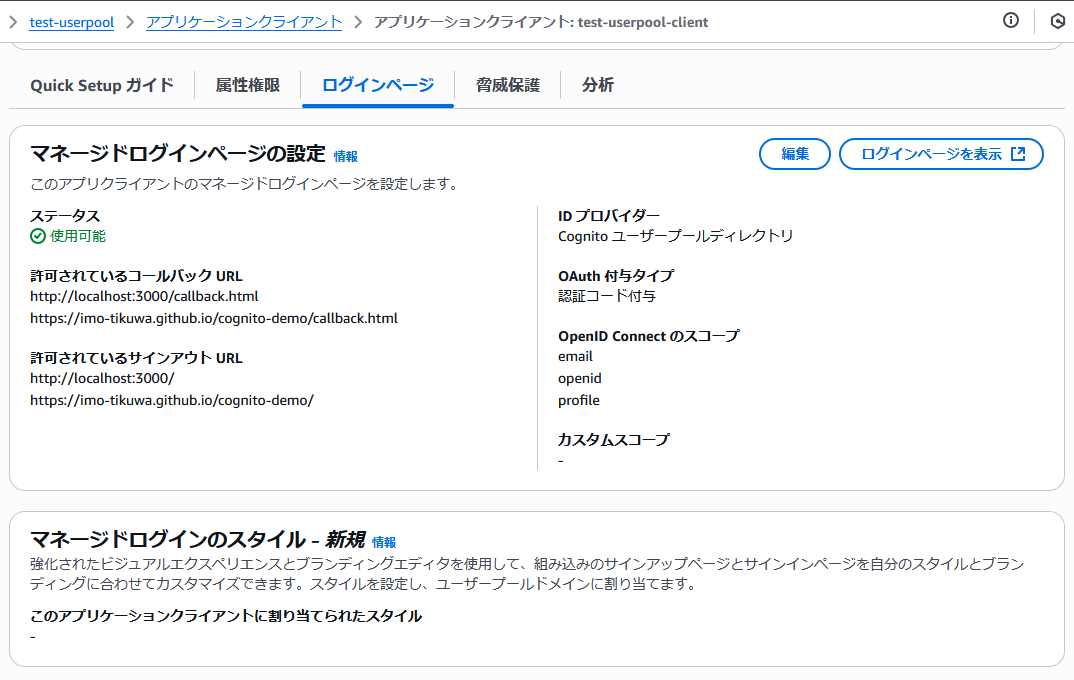 test-userpool > アプリケーションクライアント > アプリケーションクライアント: test-userpool-client
Quick Setup ガイド
属性権限
ログインページ
脅威保護
分析
マネージドログインページの設定 情報
編集
ログインページを表示
このアプリクライアントのマネージドログインページを設定します。
ステータス
使用可能
許可されているコールバック URL
http://localhost:3000/callback.html
https://imo-tikuwa.github.io/cognito-demo/callback.html
許可されているサインアウト URL
http://localhost:3000/
https://imo-tikuwa.github.io/cognito-demo/
ID プロバイダー
Cognito ユーザープールディレクトリ
OAuth 付与タイプ
認証コード付与
OpenID Connect のスコープ
email
openid
profile
カスタムスコープ
-
マネージドログインのスタイル - 新規 情報
強化されたビジュアルエクスペリエンスとブランディングエディタを使用して、組み込みのサインアップページとサインインページを自分のスタイルとブラン
ディングに合わせてカスタマイズできます。スタイルを設定し、ユーザープールドメインに割り当てます。
このアプリケーションクライアントに割り当てられたスタイル
-